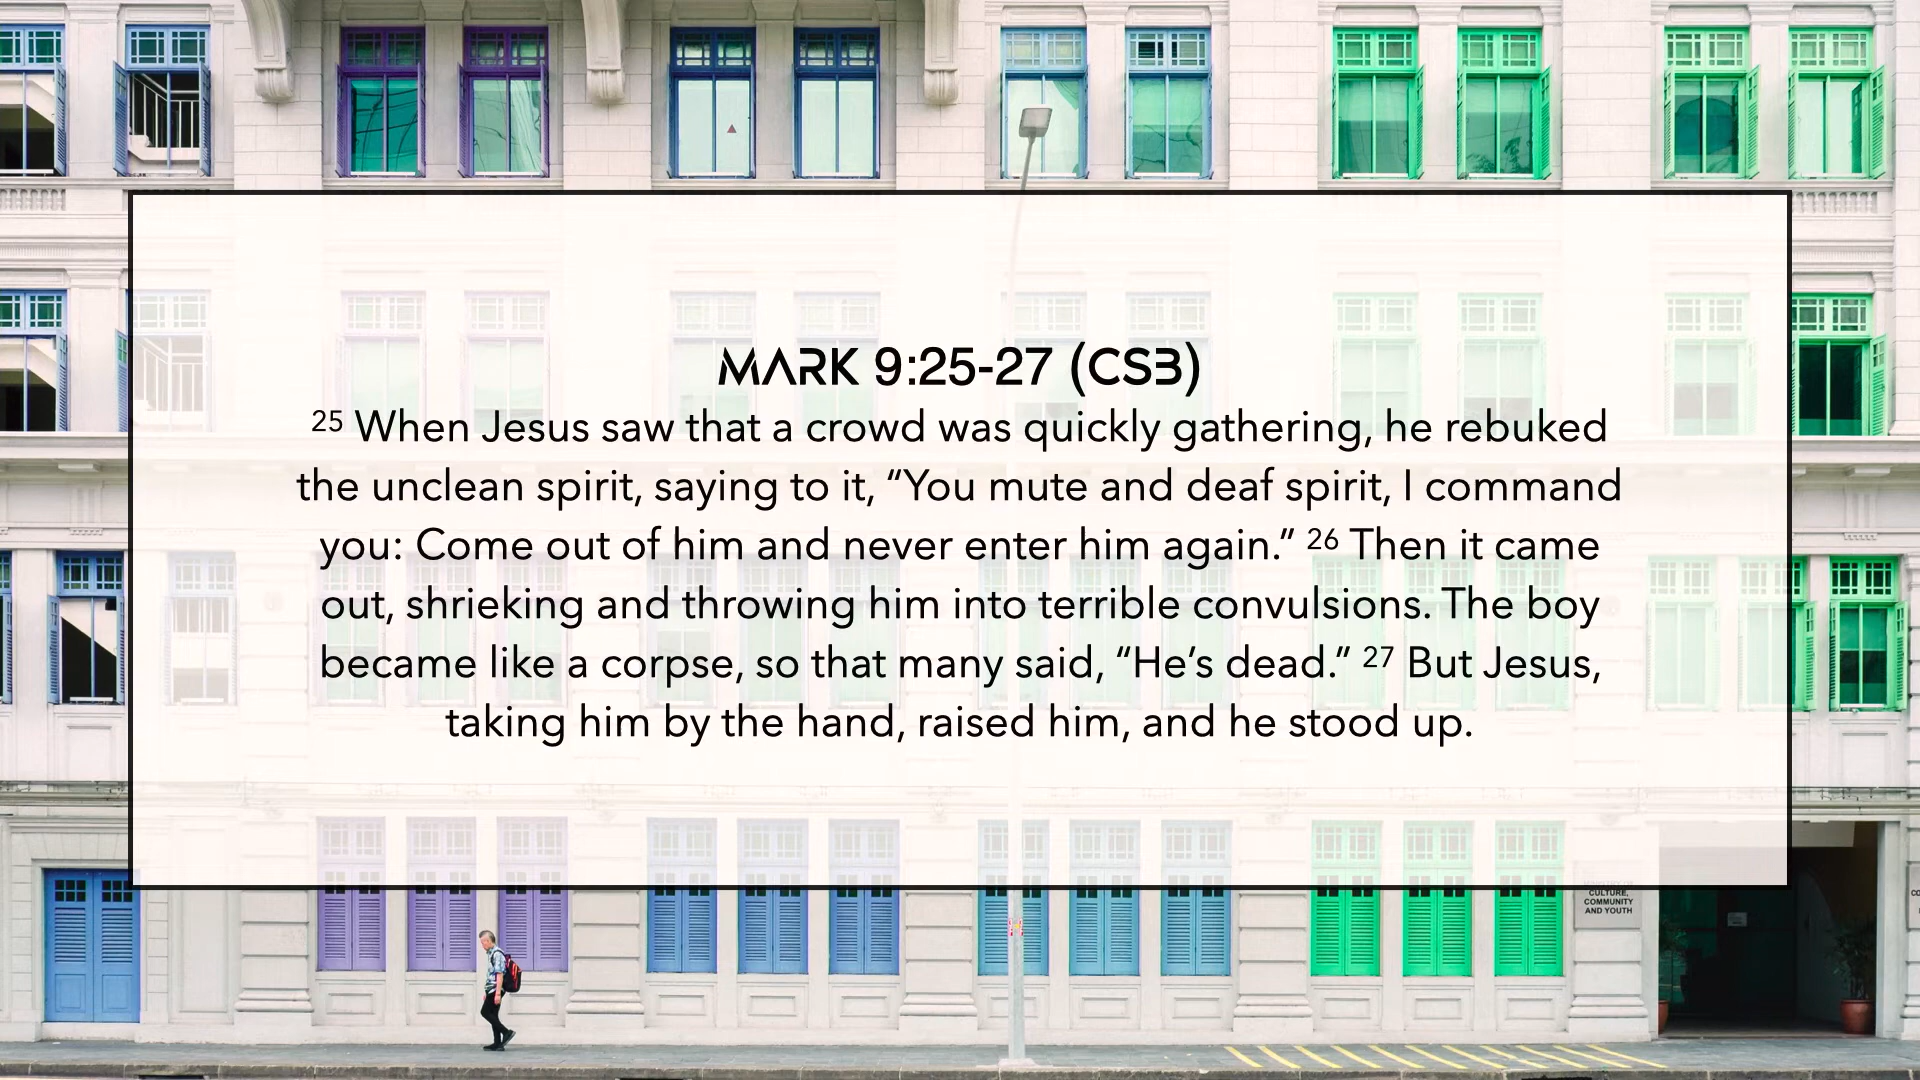 MARK 9:25-27 (CSB)
25 When Jesus saw that a crowd was quickly gathering, he rebuked
the unclean spirit, saying to it, “You mute and deaf spirit, I command
you: Come out of him and never enter him again.” 26 Then it came
out, shrieking and throwing him into terrible convulsions. The boy
became like a corpse, so that many said, “He’s dead.” 27 But Jesus,
taking him by the hand, raised him, and he stood up.
CULTURE,
COMMUNITY
AND YOUTH